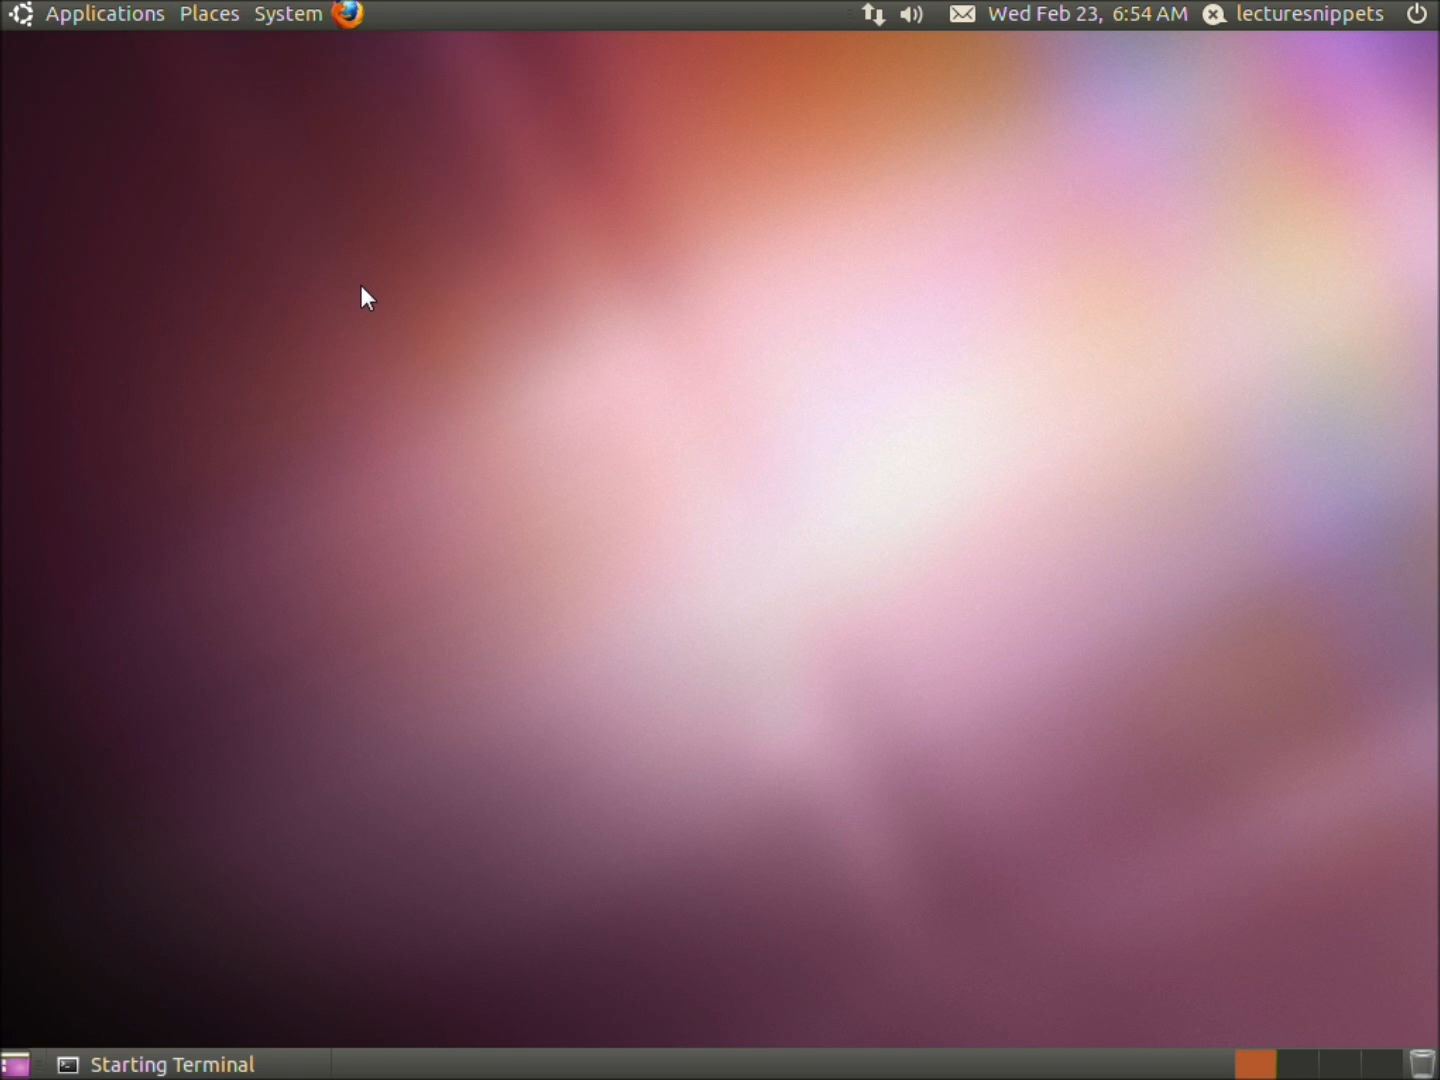 Applications Places System Wed Feb 23, 6:54 AM lecturesnippets
Starting Terminal